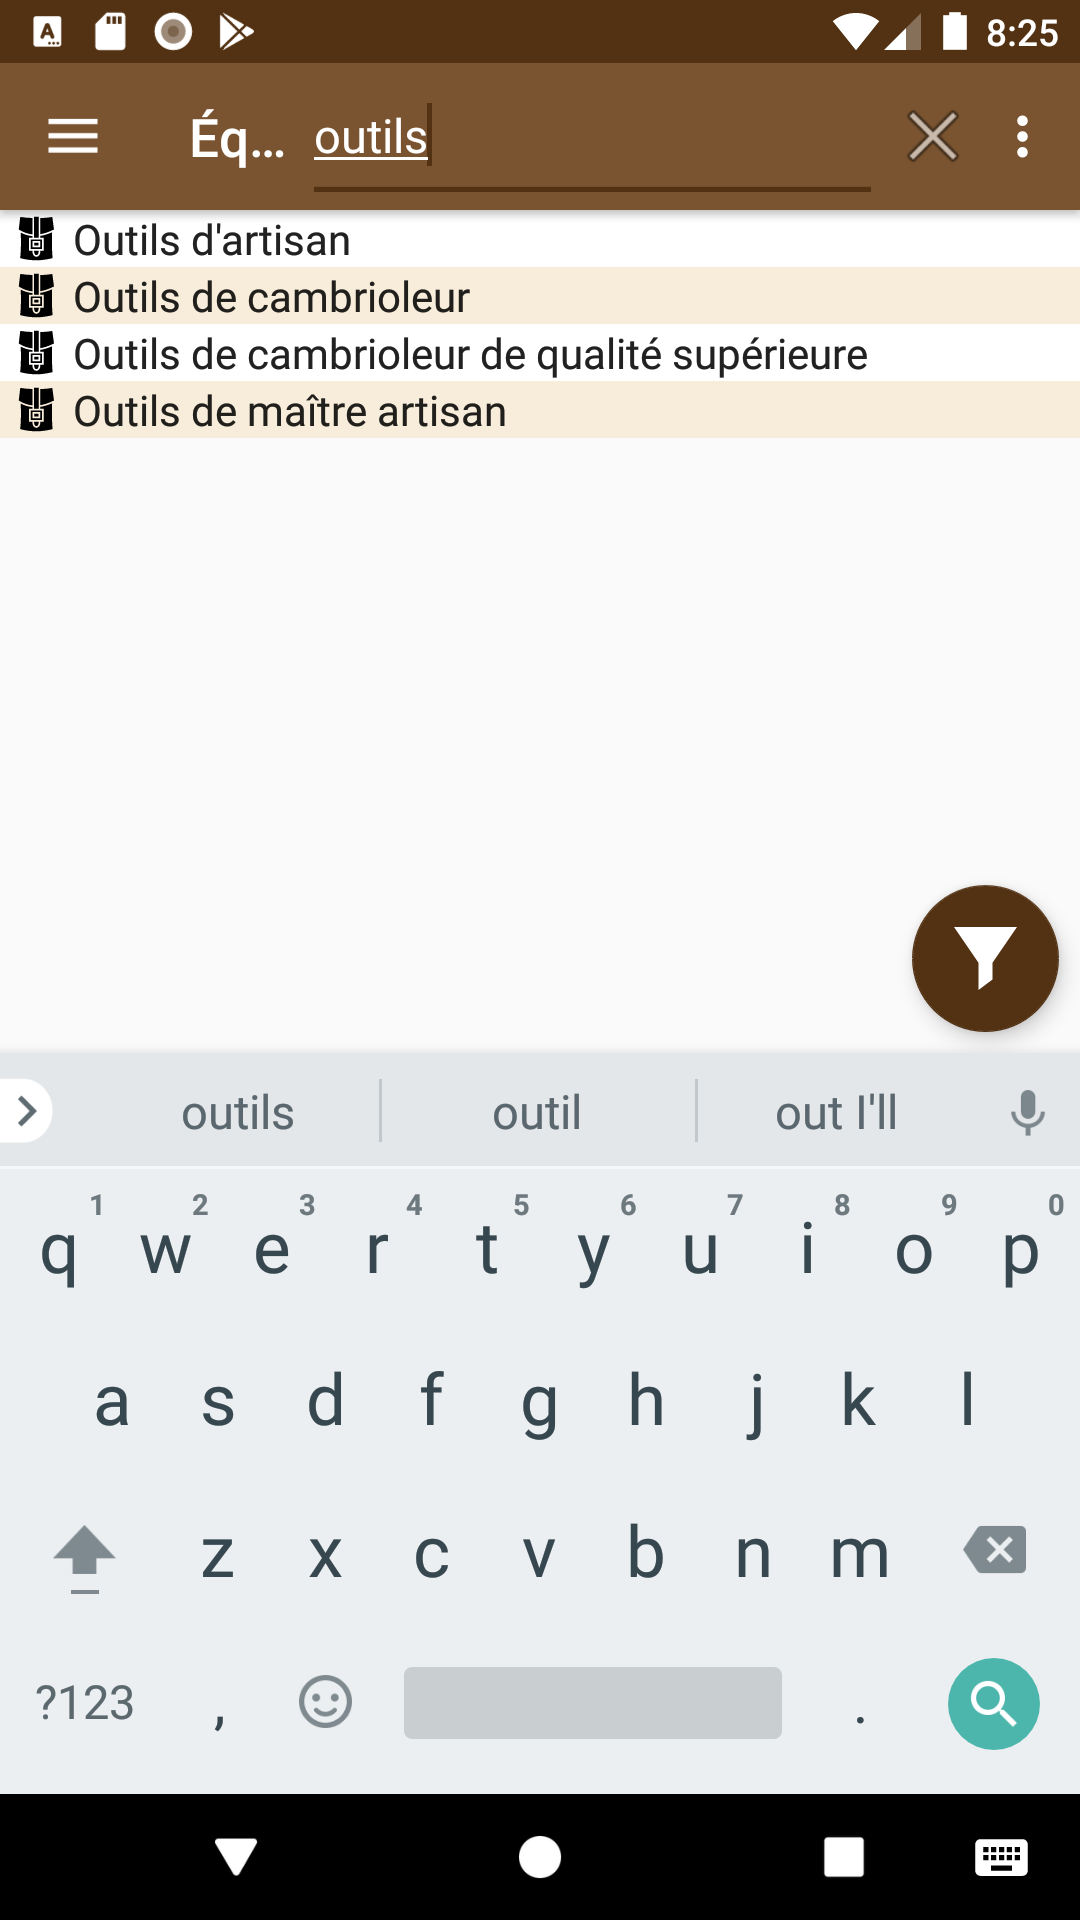 8:25
Éq... outils
Outils d'artisan
Outils de cambrioleur
Outils de cambrioleur de qualité supérieure
Outils de maître artisan
outils outil out I'll
1 2 3 4 5 6 7 8 9 0
q w e r t y u i o p
a s d f g h j k l
z x c v b n m
?123 , .